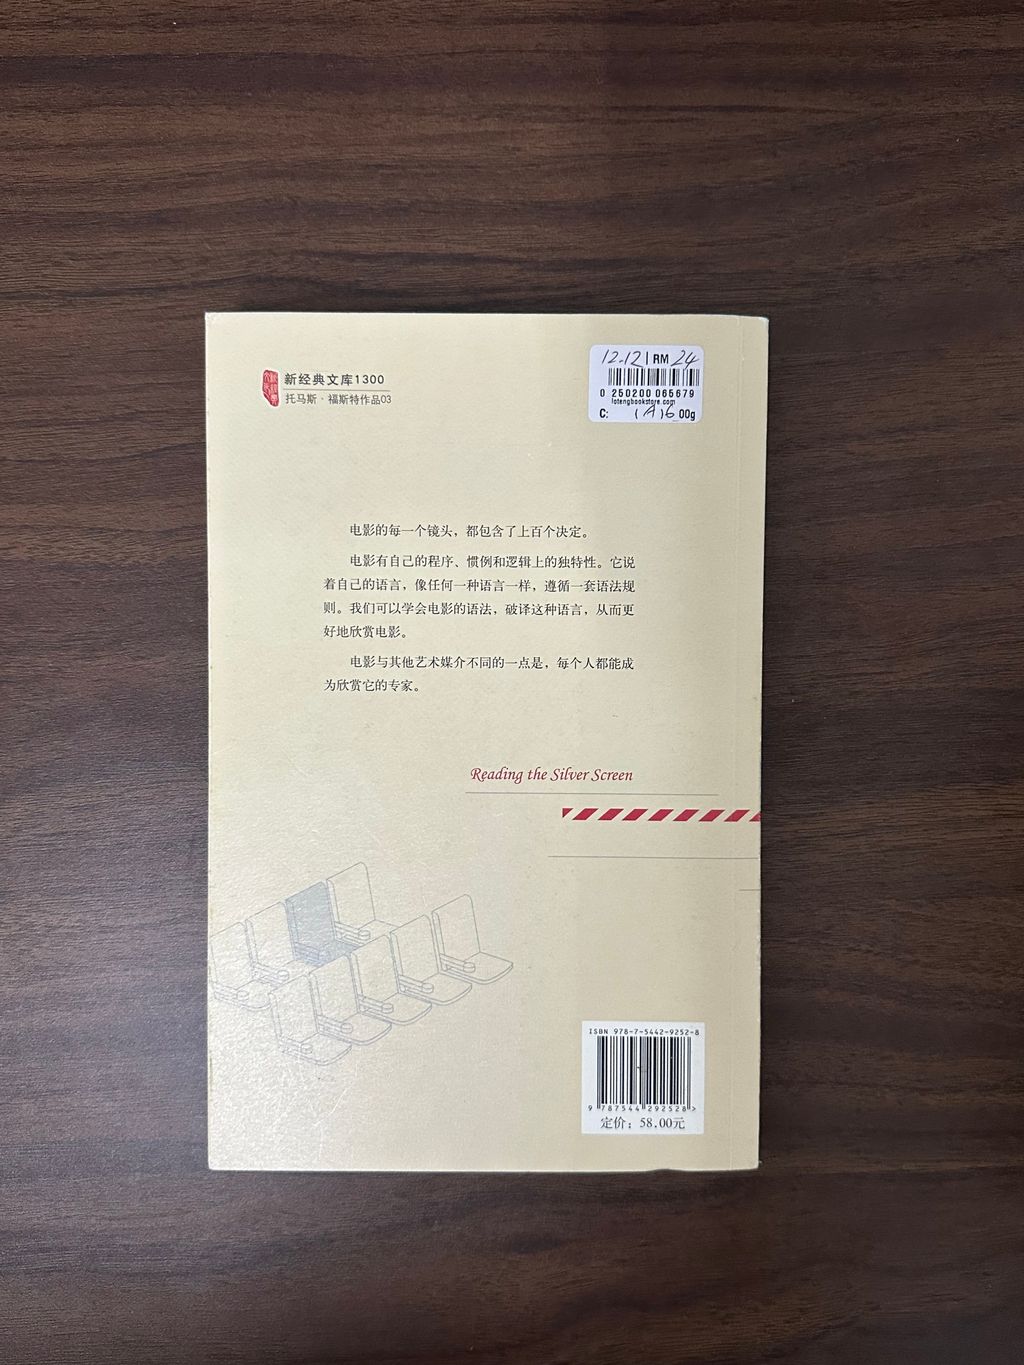 新经典文库1300
托马斯·福斯特作品03
12-12 | RM 24
0 250200 065679
lotengbookstore.com
C: (A)6.00g
电影的每一个镜头，都包含了上百个决定。
电影有自己的程序、惯例和逻辑上的独特性。它说
着自己的语言，像任何一种语言一样，遵循一套语法规
则。我们可以学会电影的语法，破译这种语言，从而更
好地欣赏电影。
电影与其他艺术媒介不同的一点是，每个人都能成
为欣赏它的专家。
Reading the Silver Screen
ISBN 978-7-5442-9252-8
9 787544 292528 >
定价：58.00元